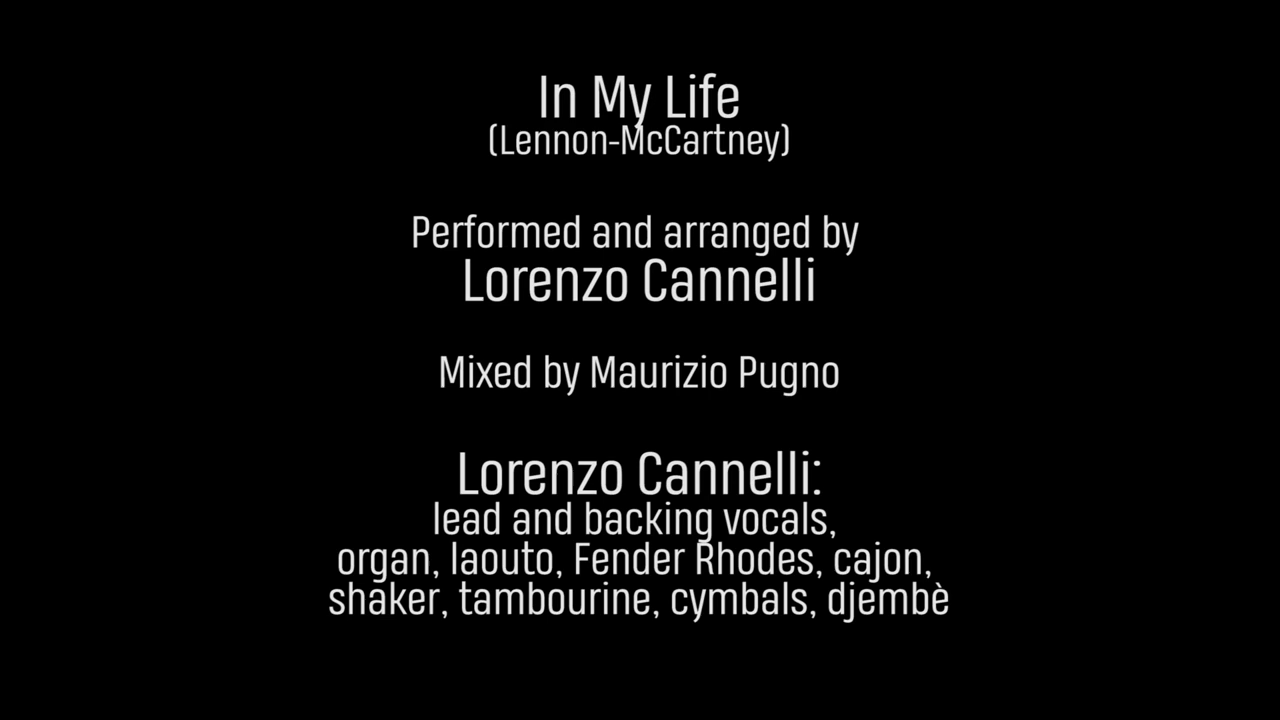 In My Life
(Lennon-McCartney)
Performed and arranged by
Lorenzo Cannelli
Mixed by Maurizio Pugno
Lorenzo Cannelli:
lead and backing vocals,
organ, laouto, Fender Rhodes, cajon,
shaker, tambourine, cymbals, djembè